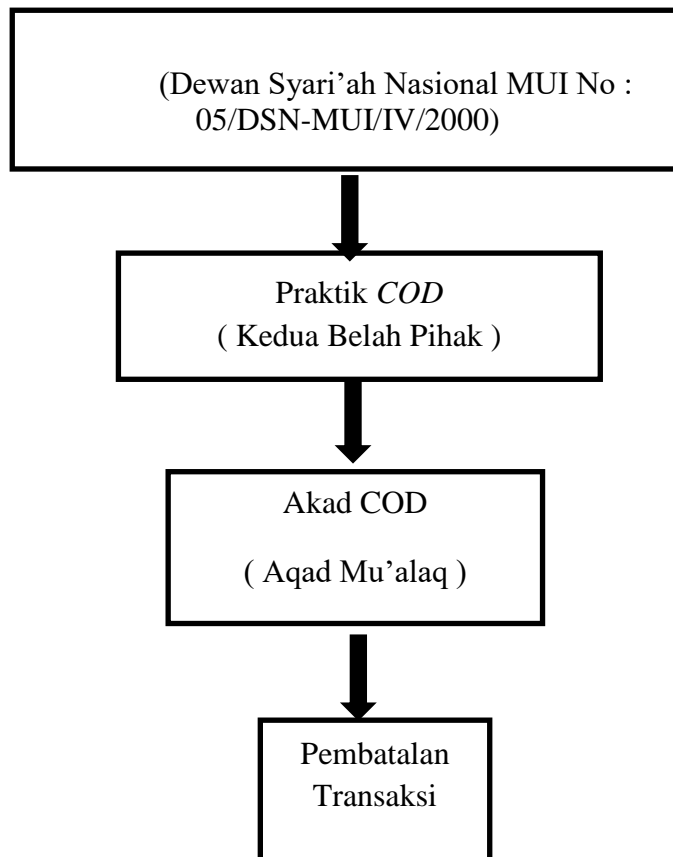 (Dewan Syari’ah Nasional MUI No :
05/DSN-MUI/IV/2000)
Praktik COD
( Kedua Belah Pihak )
Akad COD
( Aqad Mu’alaq )
Pembatalan
Transaksi